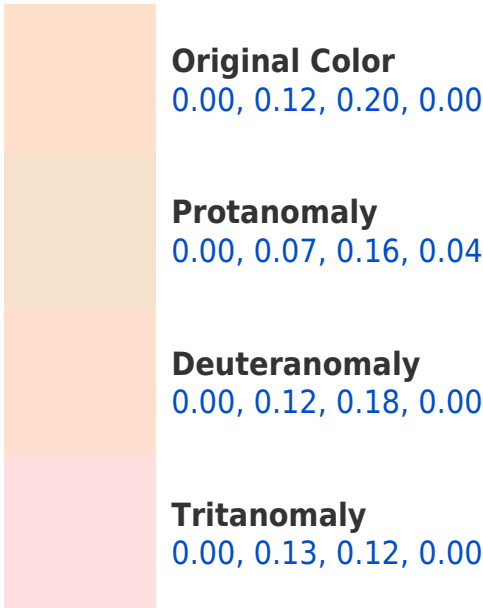 Original Color
0.00, 0.12, 0.20, 0.00
Protanomaly
0.00, 0.07, 0.16, 0.04
Deuteranomaly
0.00, 0.12, 0.18, 0.00
Tritanomaly
0.00, 0.13, 0.12, 0.00